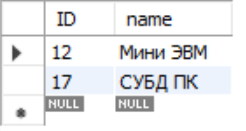 ID name
12 Мини ЭВМ
17 СУБД ПК
NULL NULL